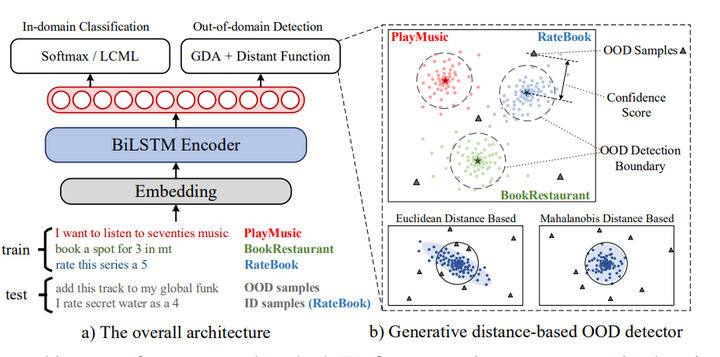 In-domain Classification
Out-of-domain Detection
Softmax / LCML
GDA + Distant Function
BiLSTM Encoder
Embedding
train
I want to listen to seventies music PlayMusic
book a spot for 3 in mt BookRestaurant
rate this series a 5 RateBook
test
add this track to my global funk OOD samples
I rate secret water as a 4 ID samples (RateBook)
a) The overall architecture
PlayMusic
RateBook
BookRestaurant
OOD Samples
Confidence
Score
OOD Detection
Boundary
Euclidean Distance Based
Mahalanobis Distance Based
b) Generative distance-based OOD detector